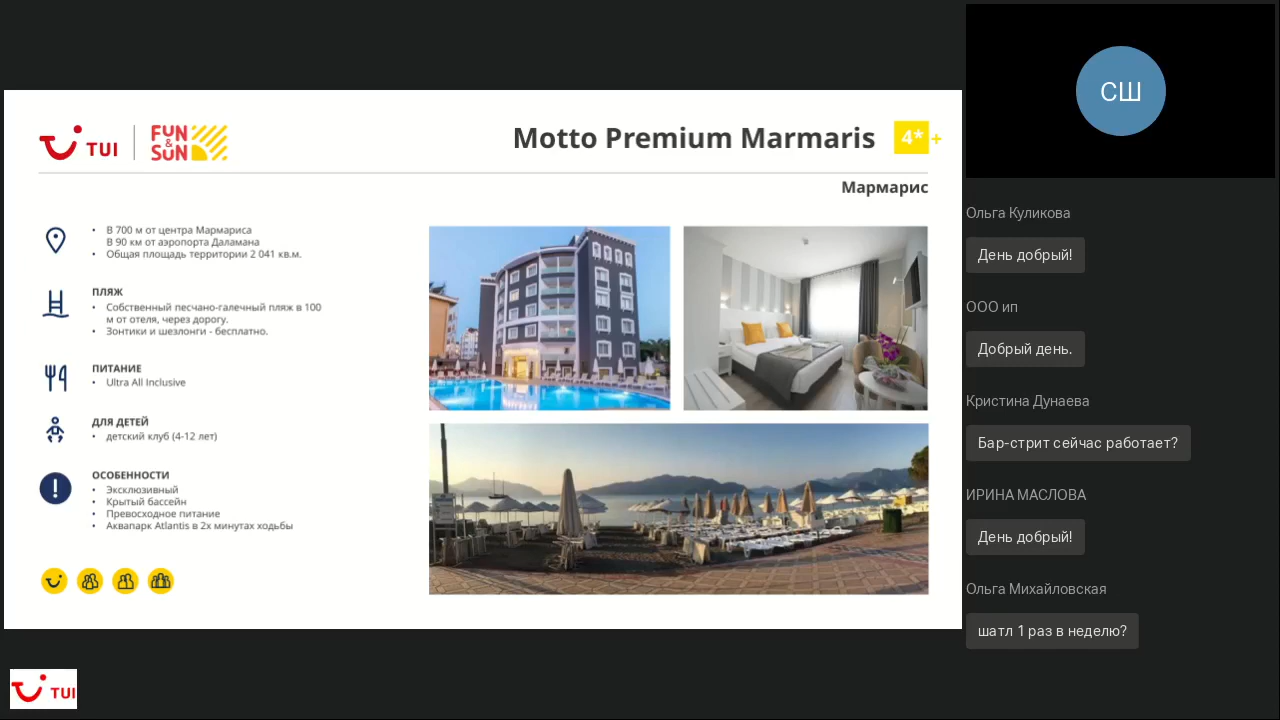 TUI
FUN
&
SUN
Motto Premium Marmaris
4*+
Мармарис
• В 700 м от центра Мармариса
В 90 км от аэропорта Даламана
• Общая площадь территории 2 041 кв.м.
ПЛЯЖ
• Собственный песчано-галечный пляж в 100
м от отеля, через дорогу.
• Зонтики и шезлонги - бесплатно.
ПИТАНИЕ
• Ultra All Inclusive
ДЛЯ ДЕТЕЙ
• детский клуб (4-12 лет)
ОСОБЕННОСТИ
• Эксклюзивный
• Крытый бассейн
• Превосходное питание
• Аквапарк Atlantis в 2х минутах ходьбы
TUI
СШ
Ольга Куликова
День добрый!
ООО ип
Добрый день.
Кристина Дунаева
Бар-стрит сейчас работает?
ИРИНА МАСЛОВА
День добрый!
Ольга Михайловская
шатл 1 раз в неделю?